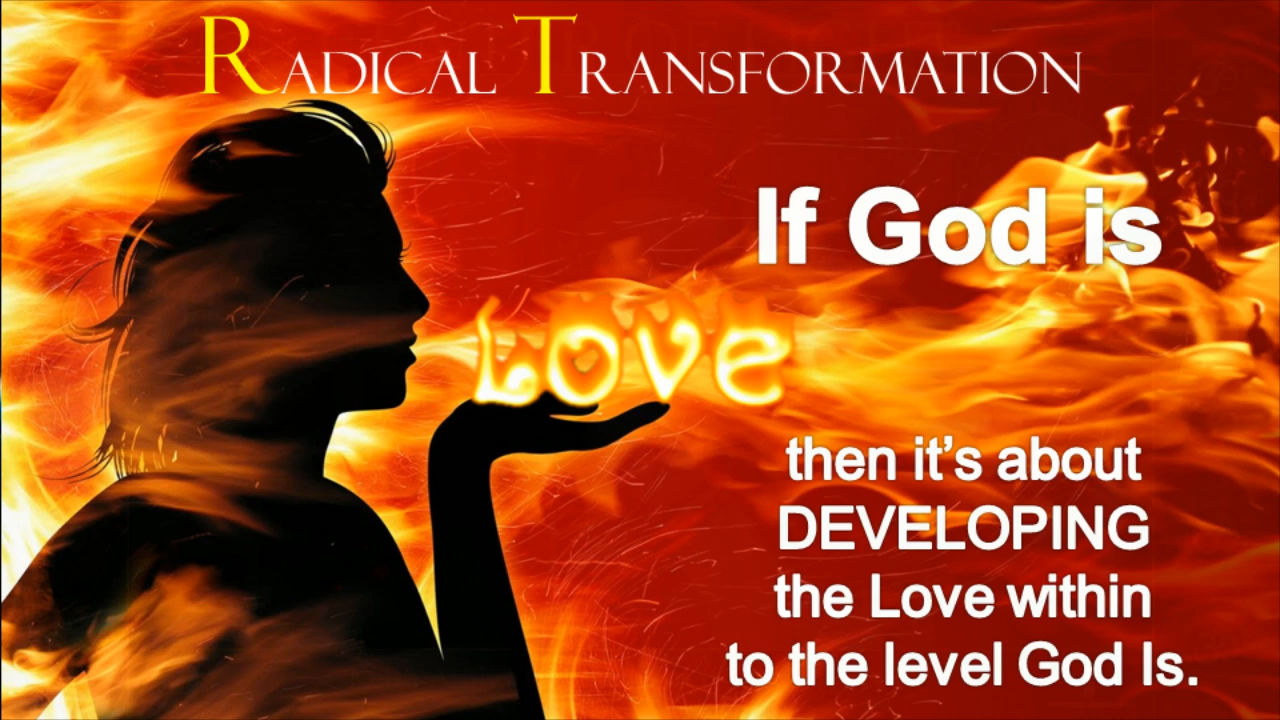 RADICAL TRANSFORMATION
If God is
LOVE
then it's about
DEVELOPING
the Love within
to the level God Is.